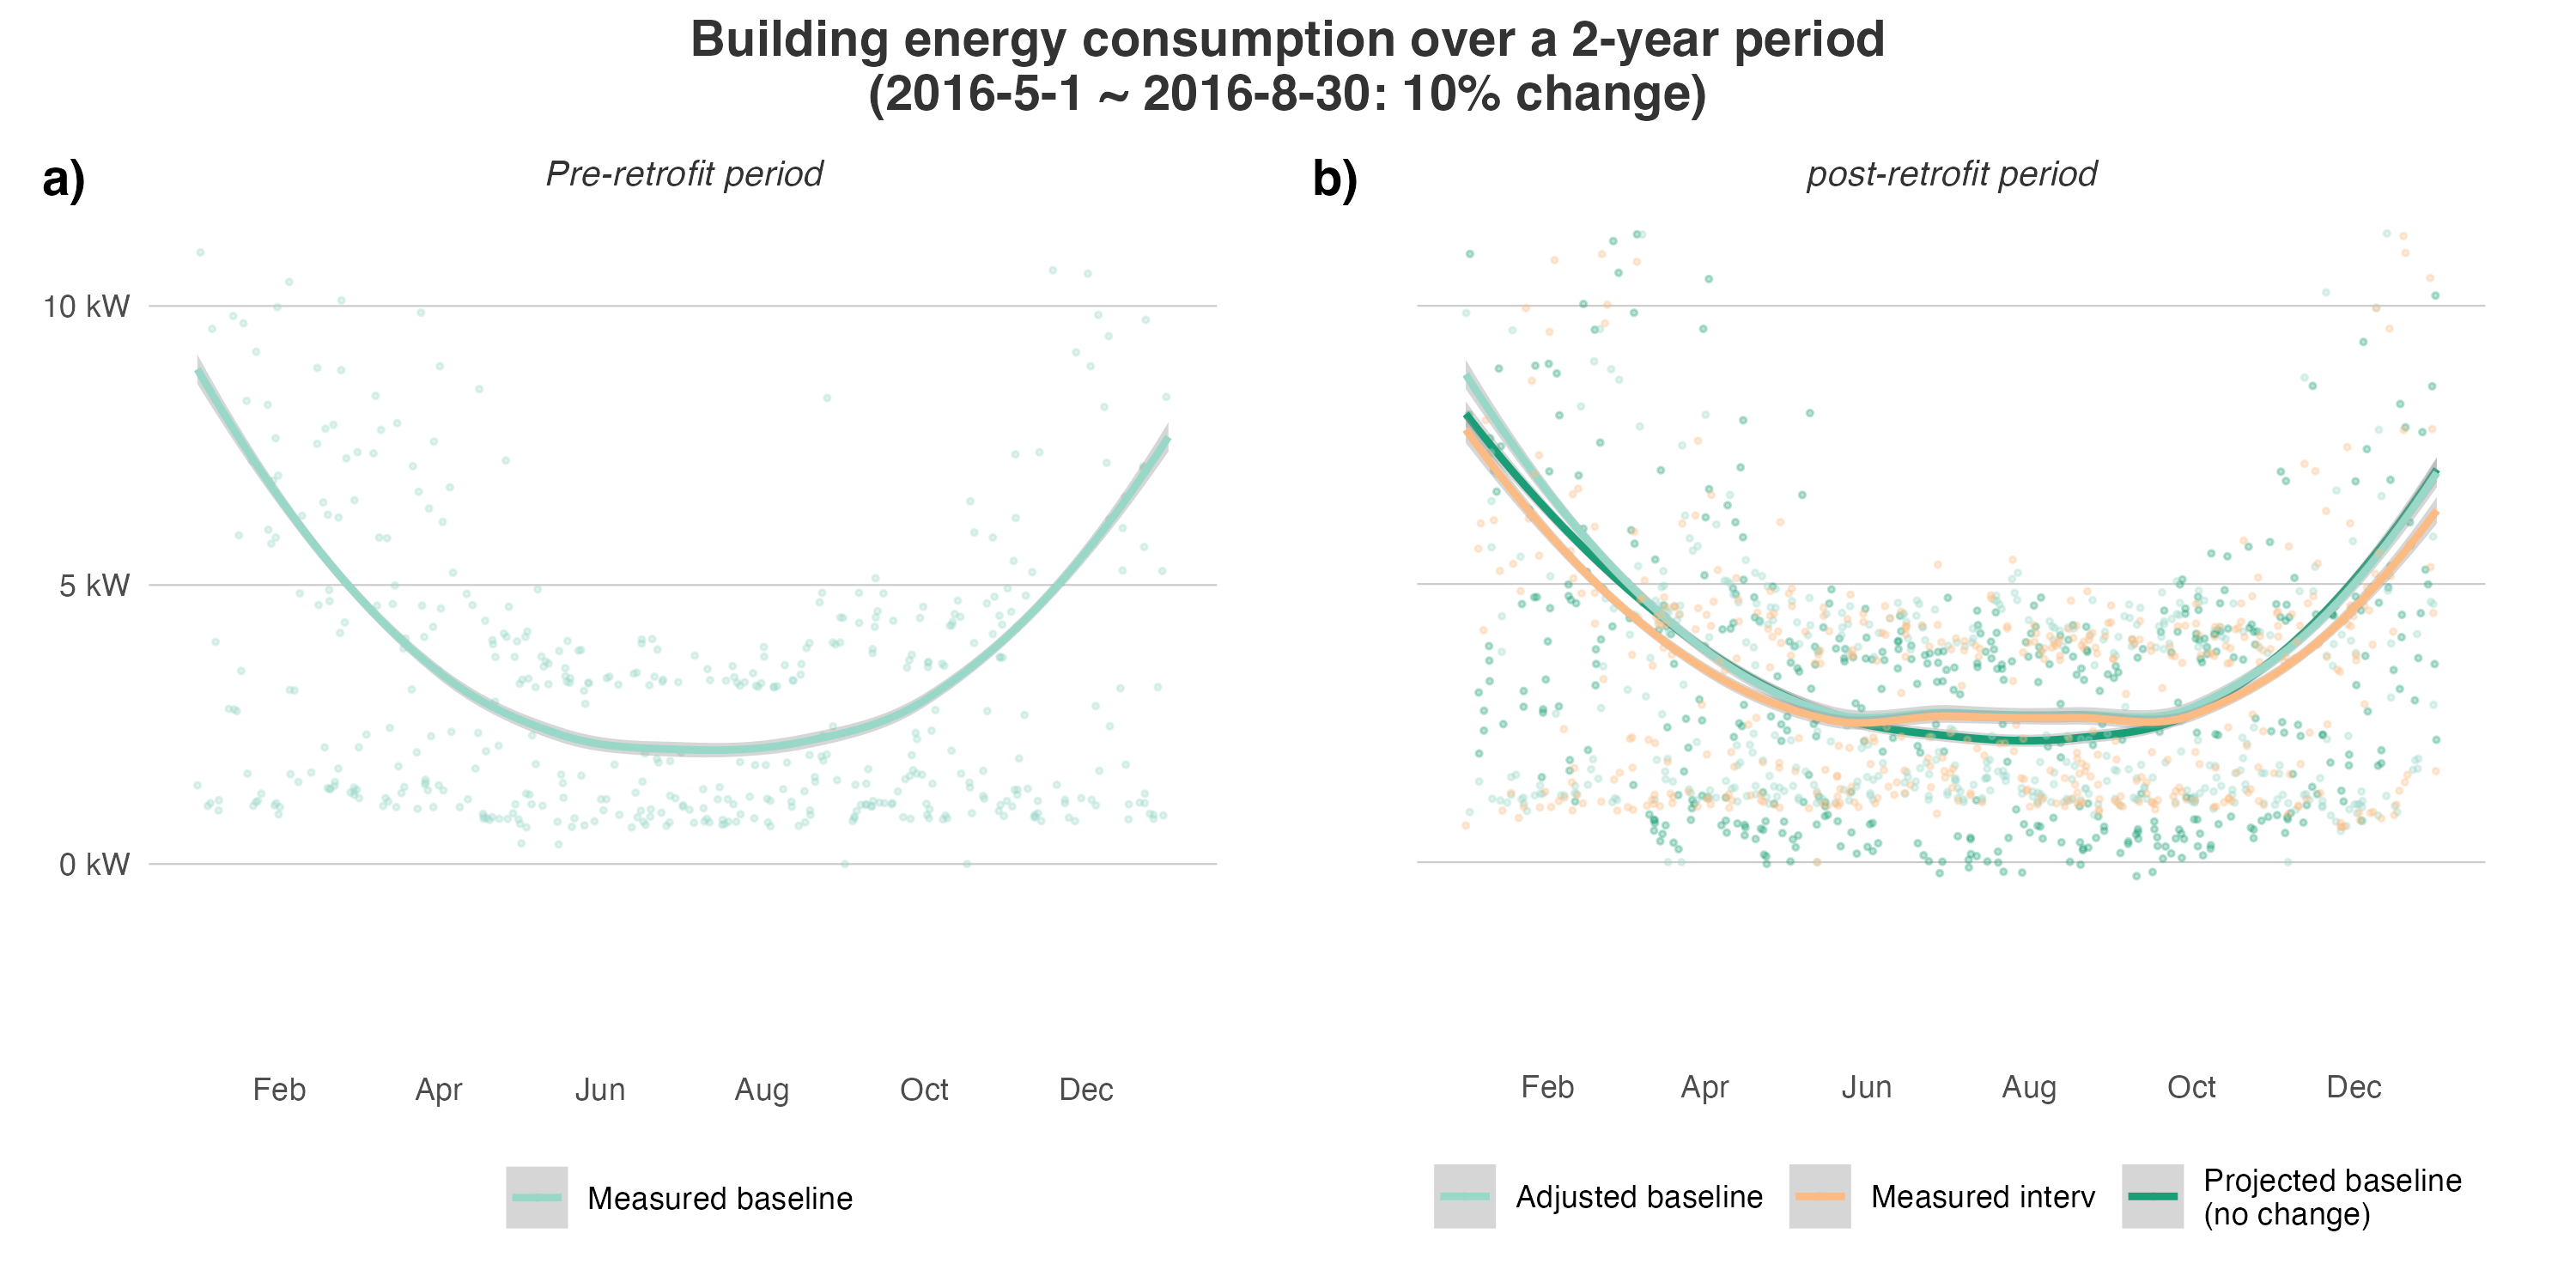 Building energy consumption over a 2-year period
(2016-5-1 ~ 2016-8-30: 10% change)
a)
Pre-retrofit period
10 kW
5 kW
0 kW
Feb Apr Jun Aug Oct Dec
Measured baseline
b)
post-retrofit period
Feb Apr Jun Aug Oct Dec
Adjusted baseline
Measured interv
Projected baseline
(no change)